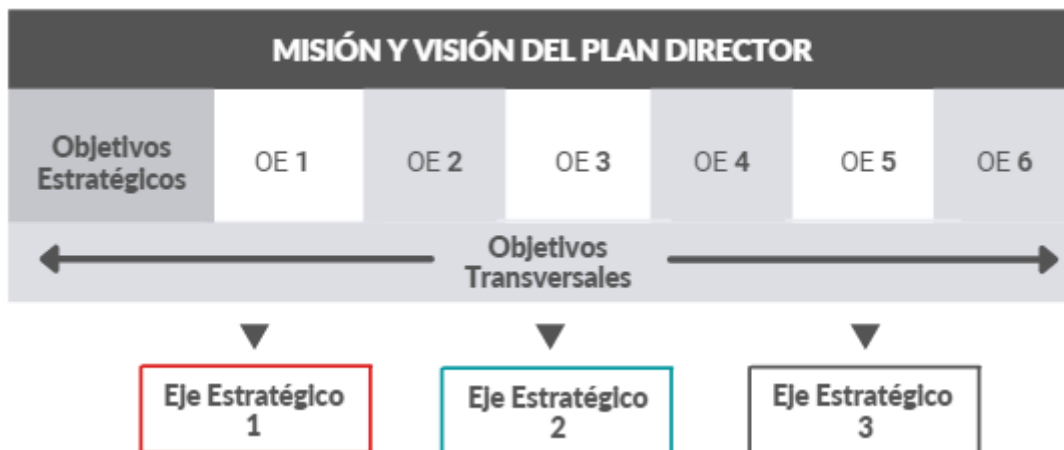 MISIÓN Y VISIÓN DEL PLAN DIRECTOR
Objetivos
Estratégicos
OE 1
OE 2
OE 3
OE 4
OE 5
OE 6
Objetivos
Transversales
Eje Estratégico
1
Eje Estratégico
2
Eje Estratégico
3